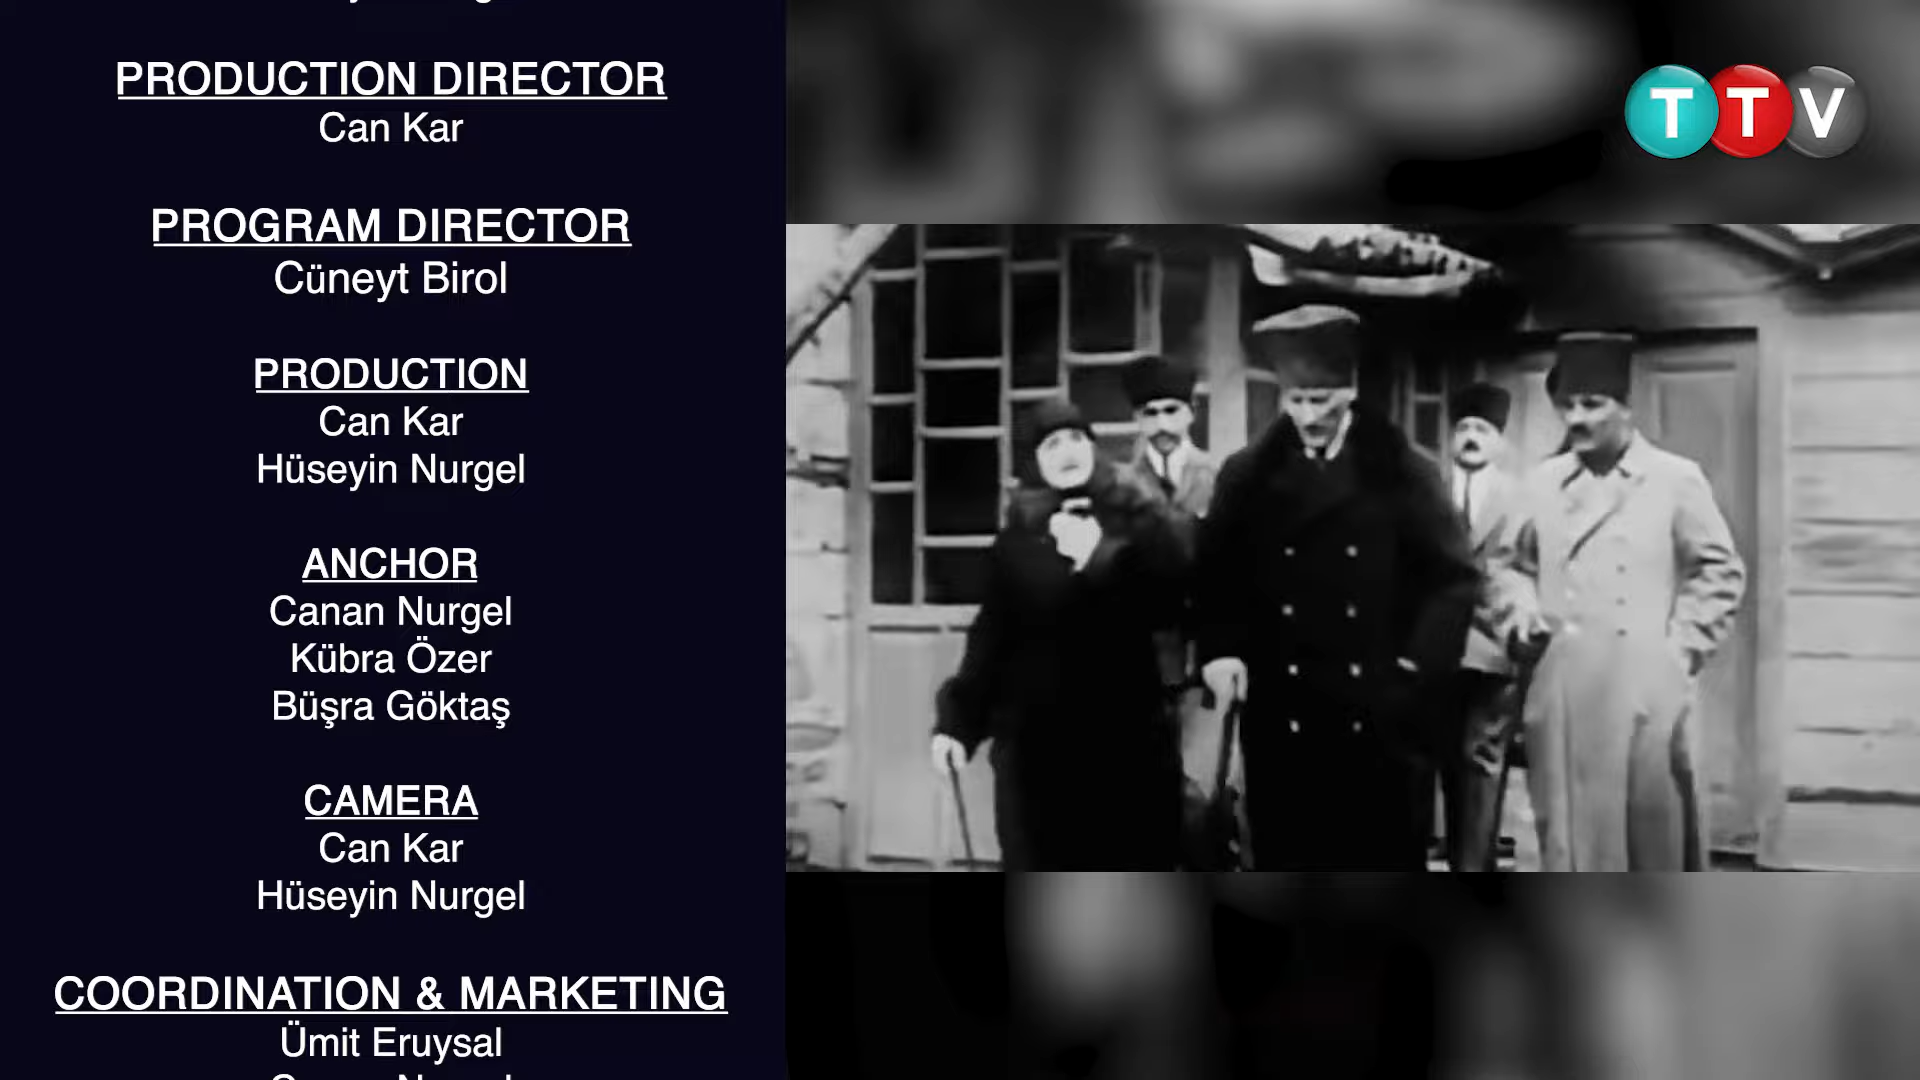 PRODUCTION DIRECTOR
Can Kar
PROGRAM DIRECTOR
Cüneyt Birol
PRODUCTION
Can Kar
Hüseyin Nurgel
ANCHOR
Canan Nurgel
Kübra Özer
Büşra Göktaş
CAMERA
Can Kar
Hüseyin Nurgel
COORDINATION & MARKETING
Ümit Eruysal
TTV